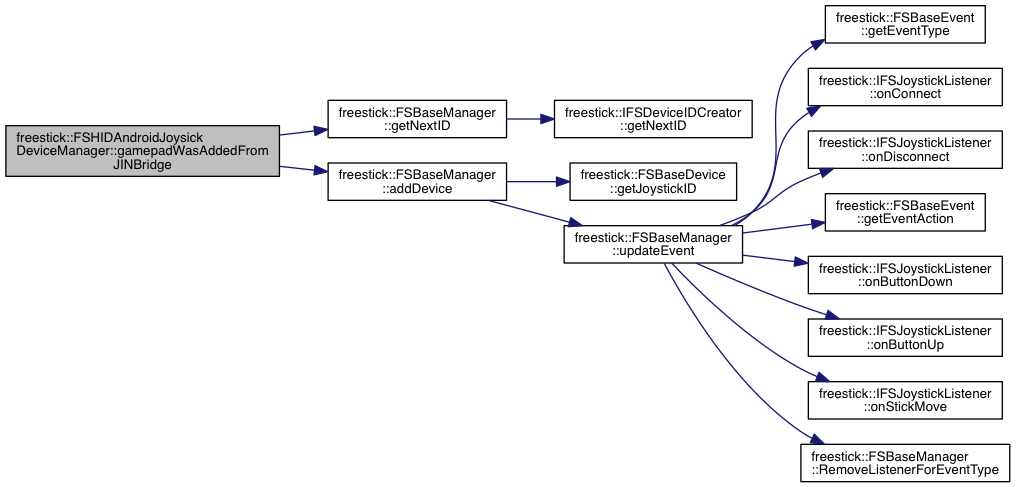 freestick::FSHIDAndroidJoysick
DeviceManager::gamepadWasAddedFrom
JINBridge
freestick::FSBaseManager
::getNextID
freestick::IFSDeviceIDCreator
::getNextID
freestick::FSBaseManager
::addDevice
freestick::FSBaseDevice
::getJoystickID
freestick::FSBaseManager
::updateEvent
freestick::FSBaseEvent
::getEventType
freestick::IFSJoystickListener
::onConnect
freestick::IFSJoystickListener
::onDisconnect
freestick::FSBaseEvent
::getEventAction
freestick::IFSJoystickListener
::onButtonDown
freestick::IFSJoystickListener
::onButtonUp
freestick::IFSJoystickListener
::onStickMove
freestick::FSBaseManager
::RemoveListenerForEventType